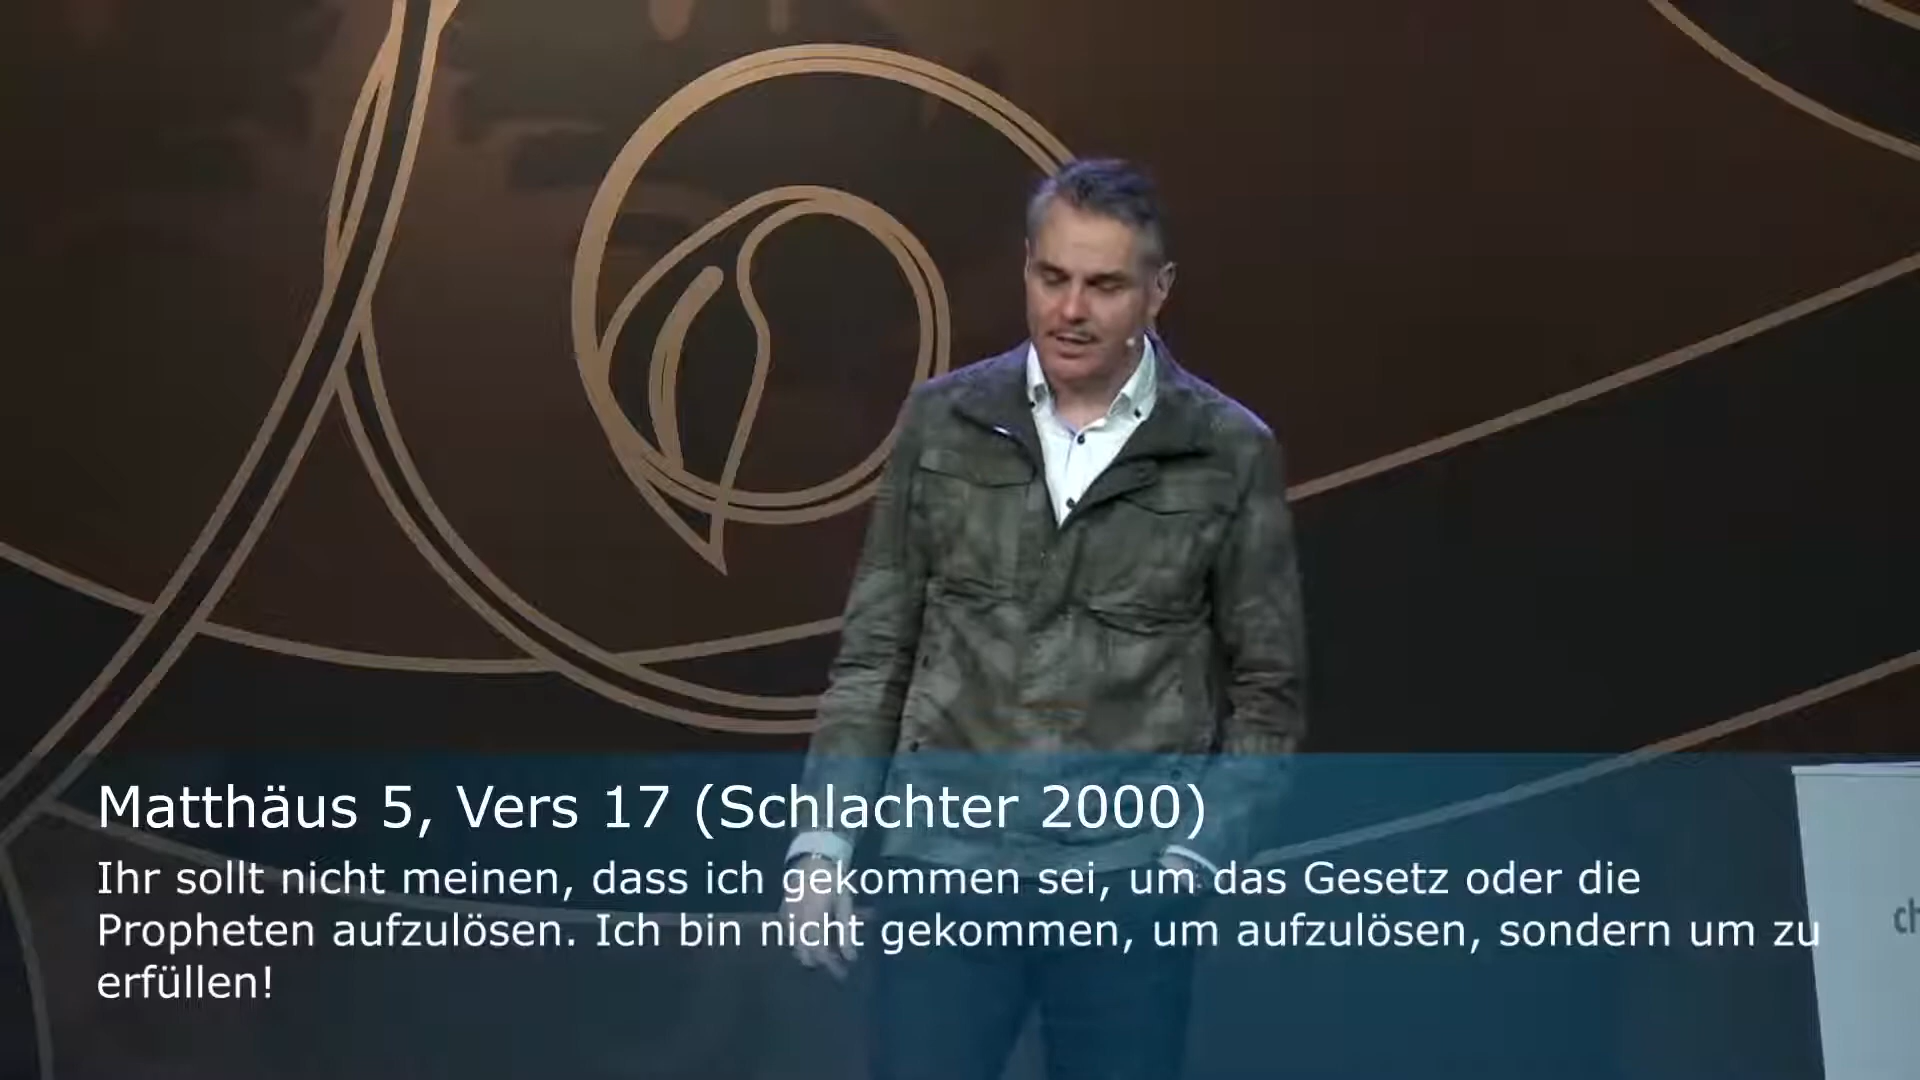 Matthäus 5, Vers 17 (Schlachter 2000)
Ihr sollt nicht meinen, dass ich gekommen sei, um das Gesetz oder die
Propheten aufzulösen. Ich bin nicht gekommen, um aufzulösen, sondern um zu
erfüllen!